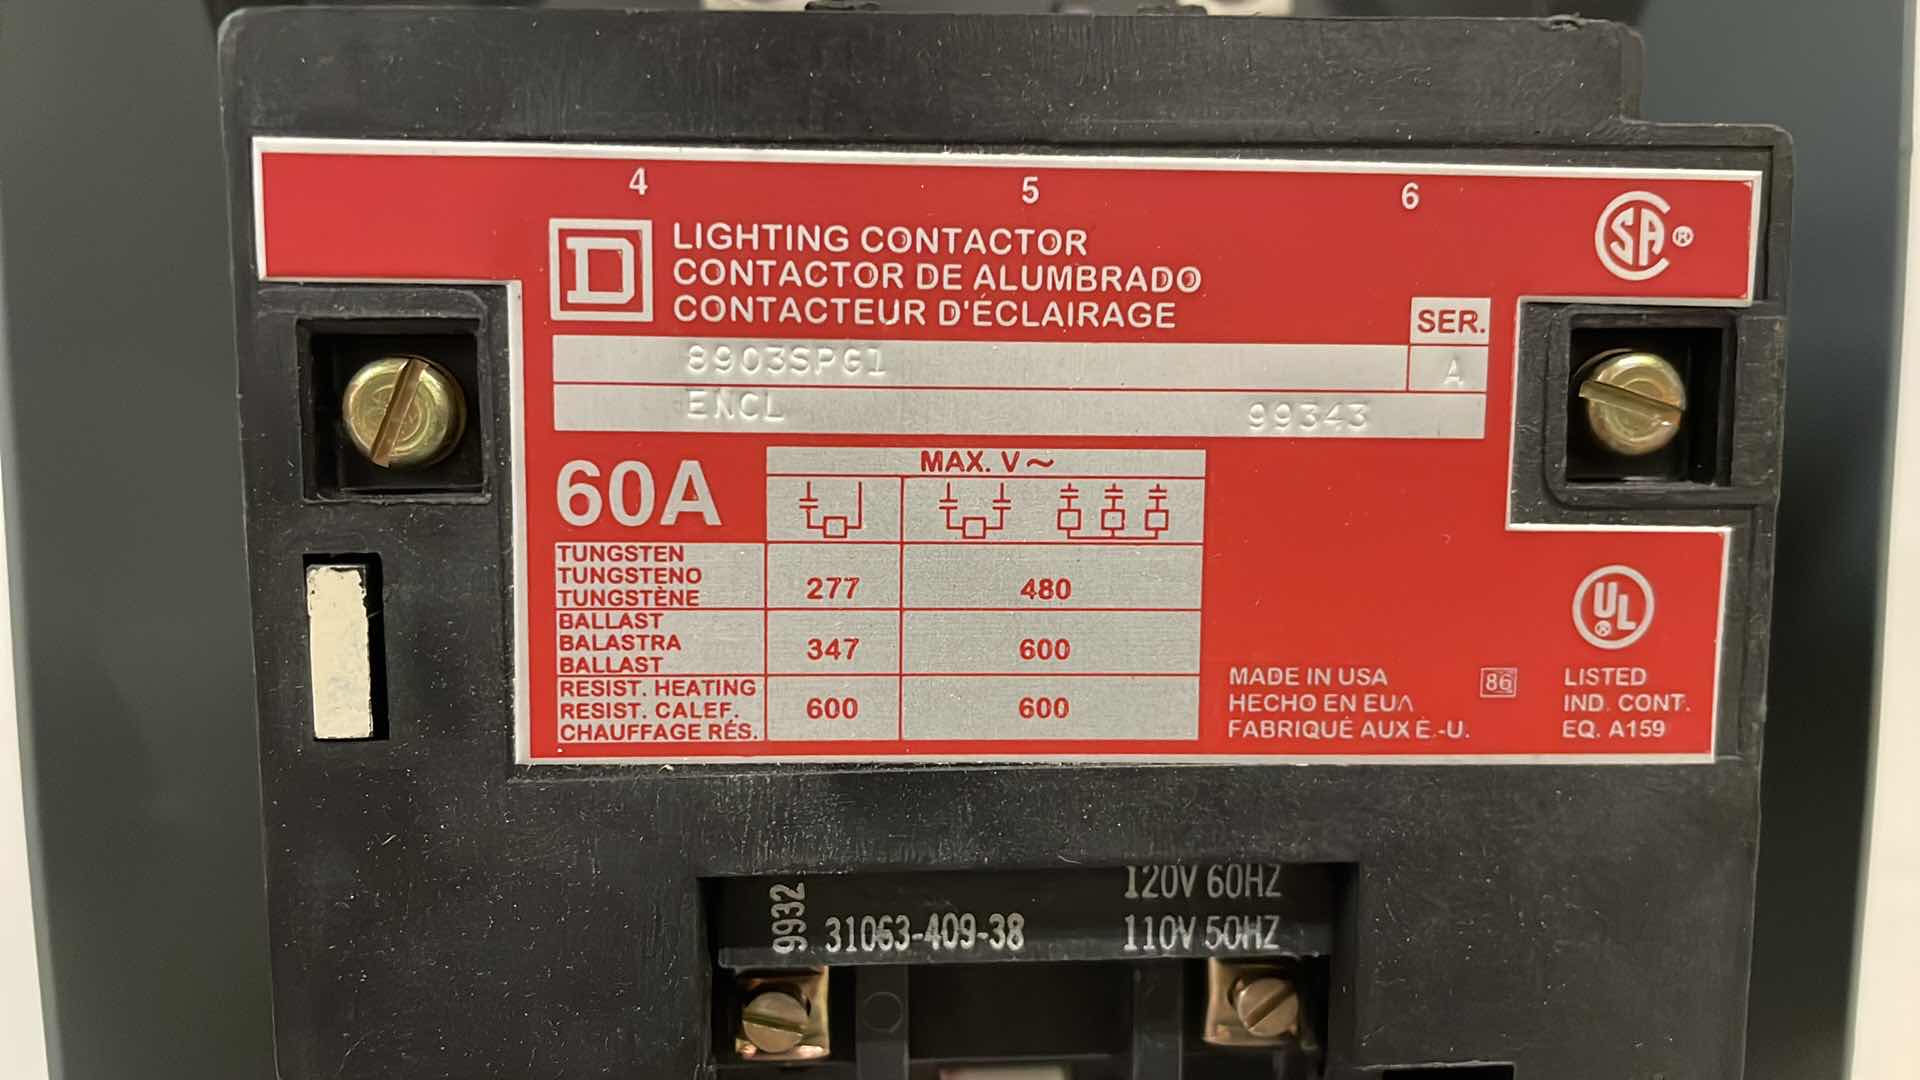 4 5 6
SA ®
D
LIGHTING CONTACTOR
CONTACTOR DE ALUMBRADO
CONTACTEUR D'ÉCLAIRAGE
SER.
8903SPG1 A
ENCL 99343
60A
MAX. V ~
TUNGSTEN
TUNGSTENO
TUNGSTÈNE
277 480
BALLAST
BALASTRA
BALLAST
347 600
RESIST. HEATING
RESIST. CALEF.
CHAUFFAGE RÉS.
600 600
MADE IN USA
HECHO EN EUA
FABRIQUÉ AUX É.-U.
86
UL ®
LISTED
IND. CONT.
EQ. A159
9932
31063-409-38
120V 60HZ
110V 50HZ